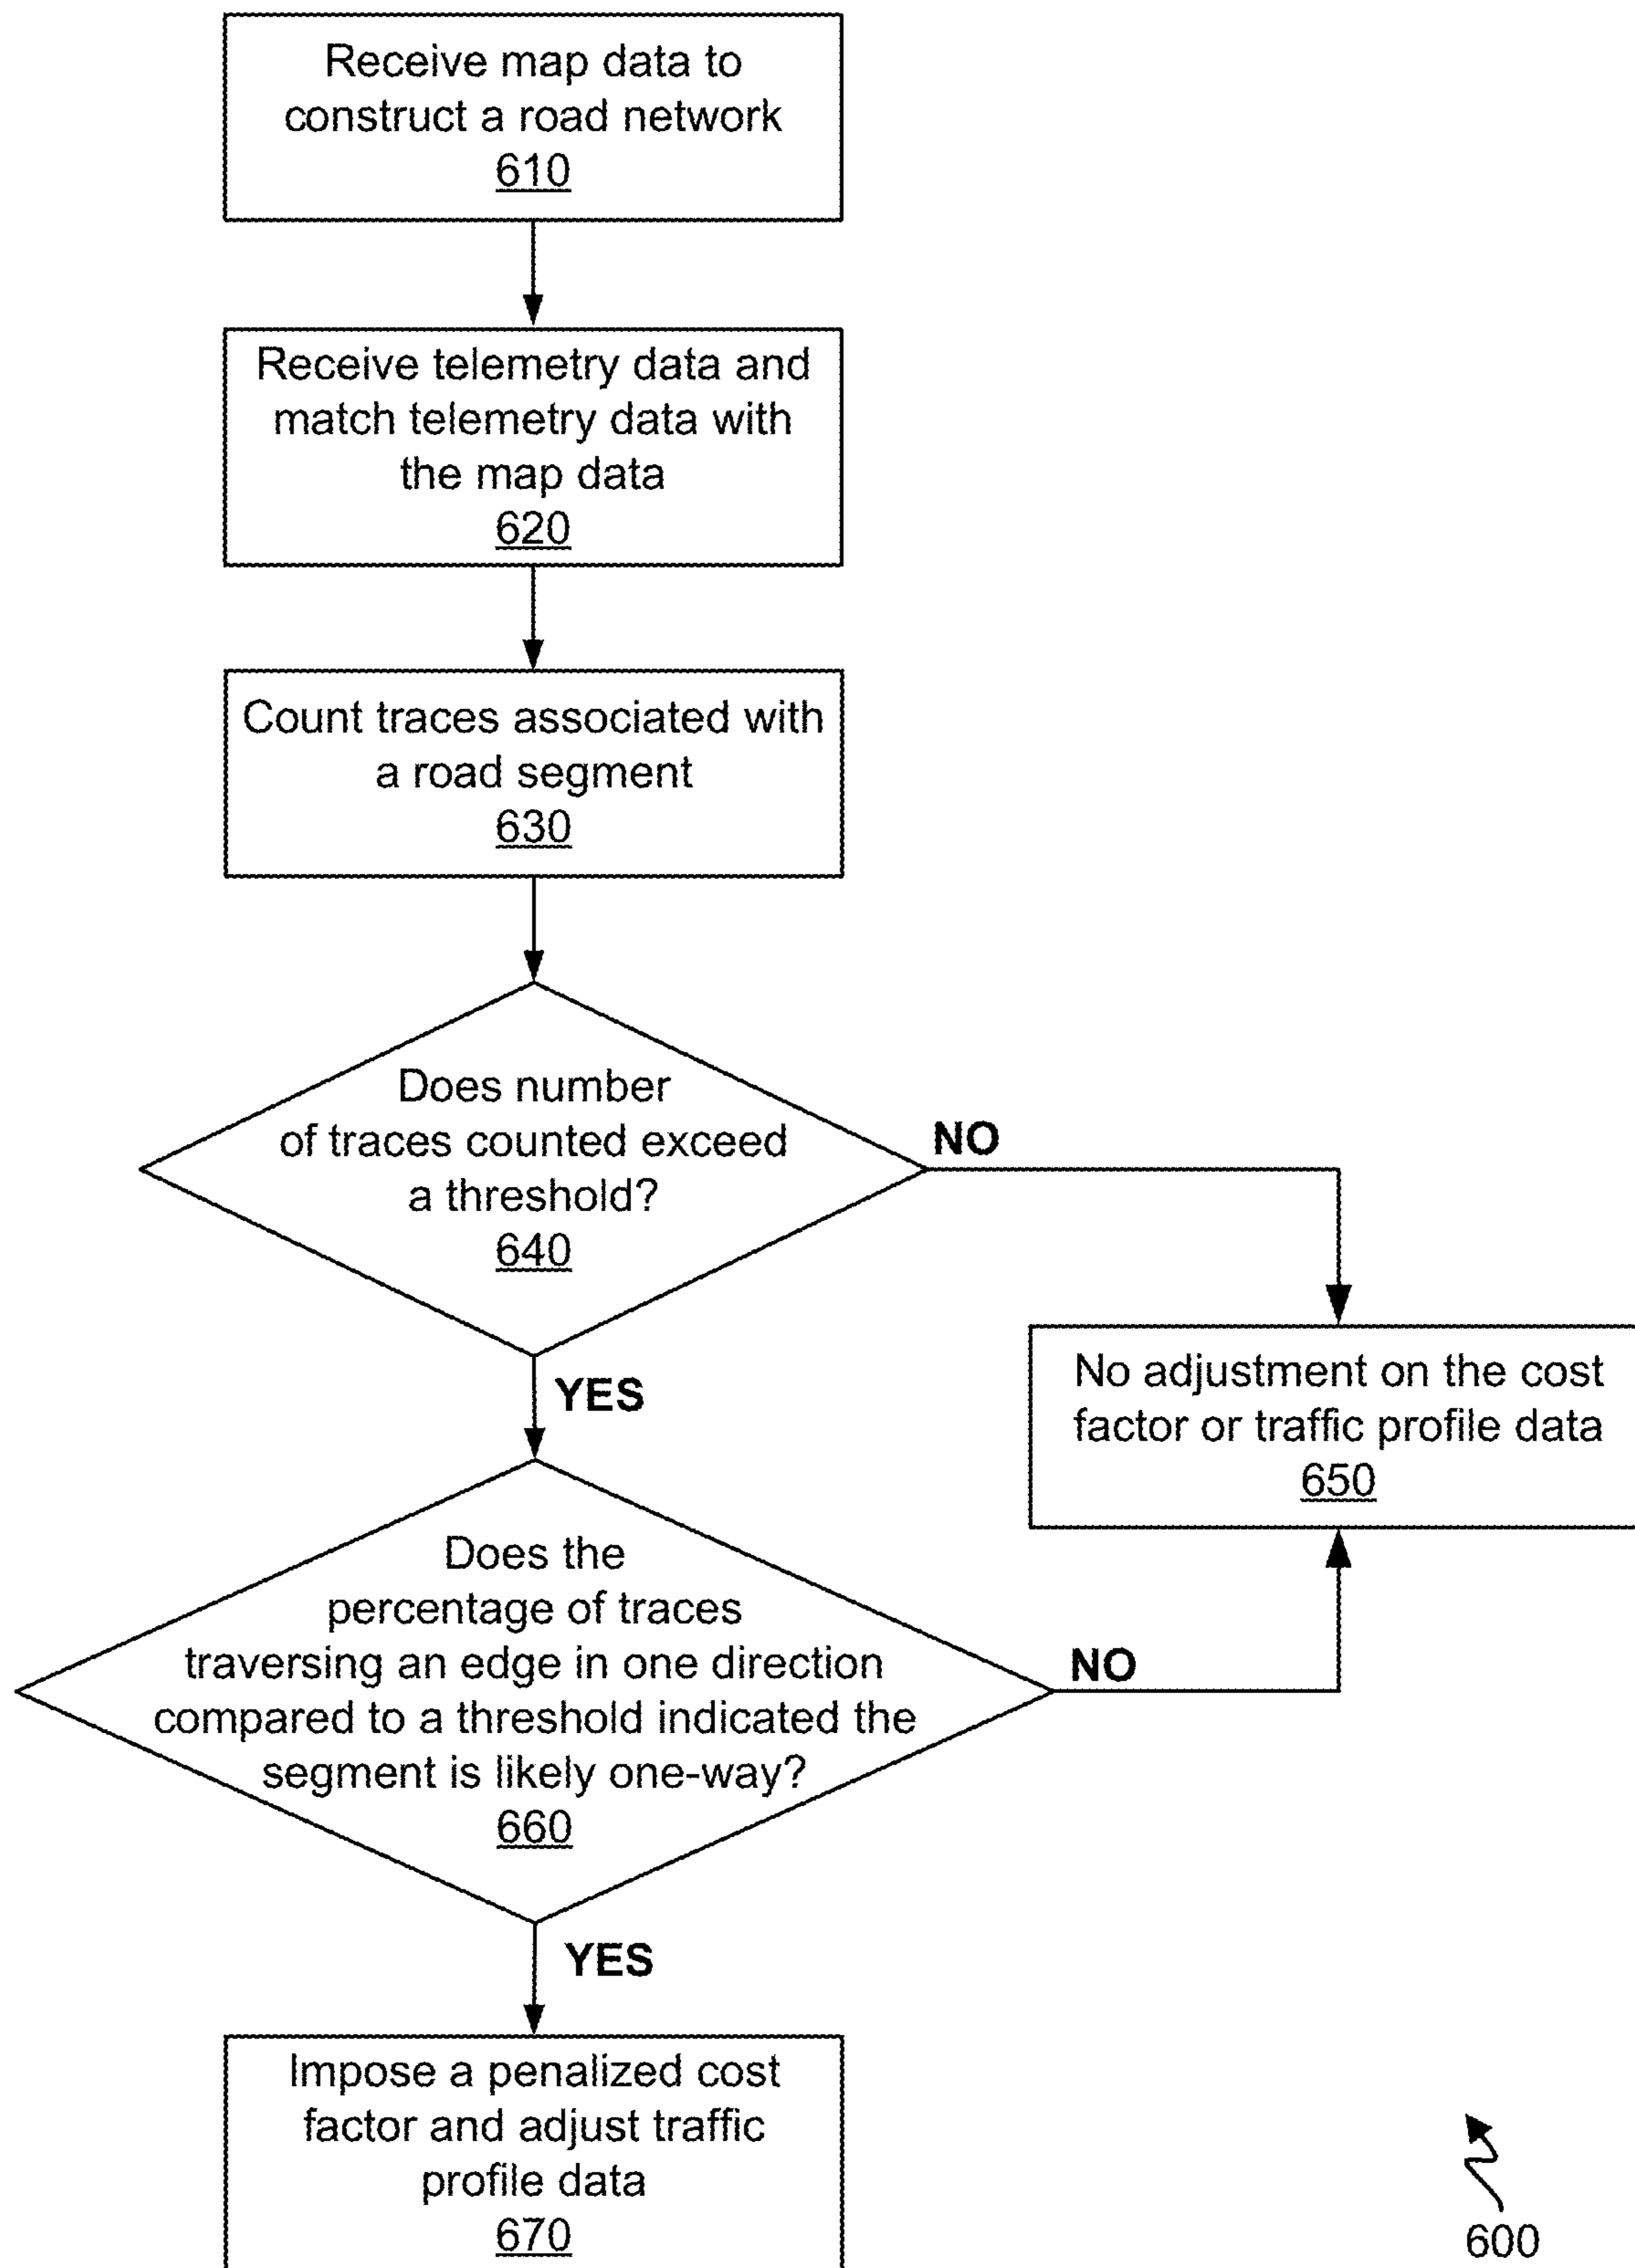 Receive map data to
construct a road network
610
Receive telemetry data and
match telemetry data with
the map data
620
Count traces associated with
a road segment
630
Does number
of traces counted exceed
a threshold?
640
NO
YES
No adjustment on the cost
factor or traffic profile data
650
Does the
percentage of traces
traversing an edge in one direction
compared to a threshold indicated the
segment is likely one-way?
660
NO
YES
Impose a penalized cost
factor and adjust traffic
profile data
670
600